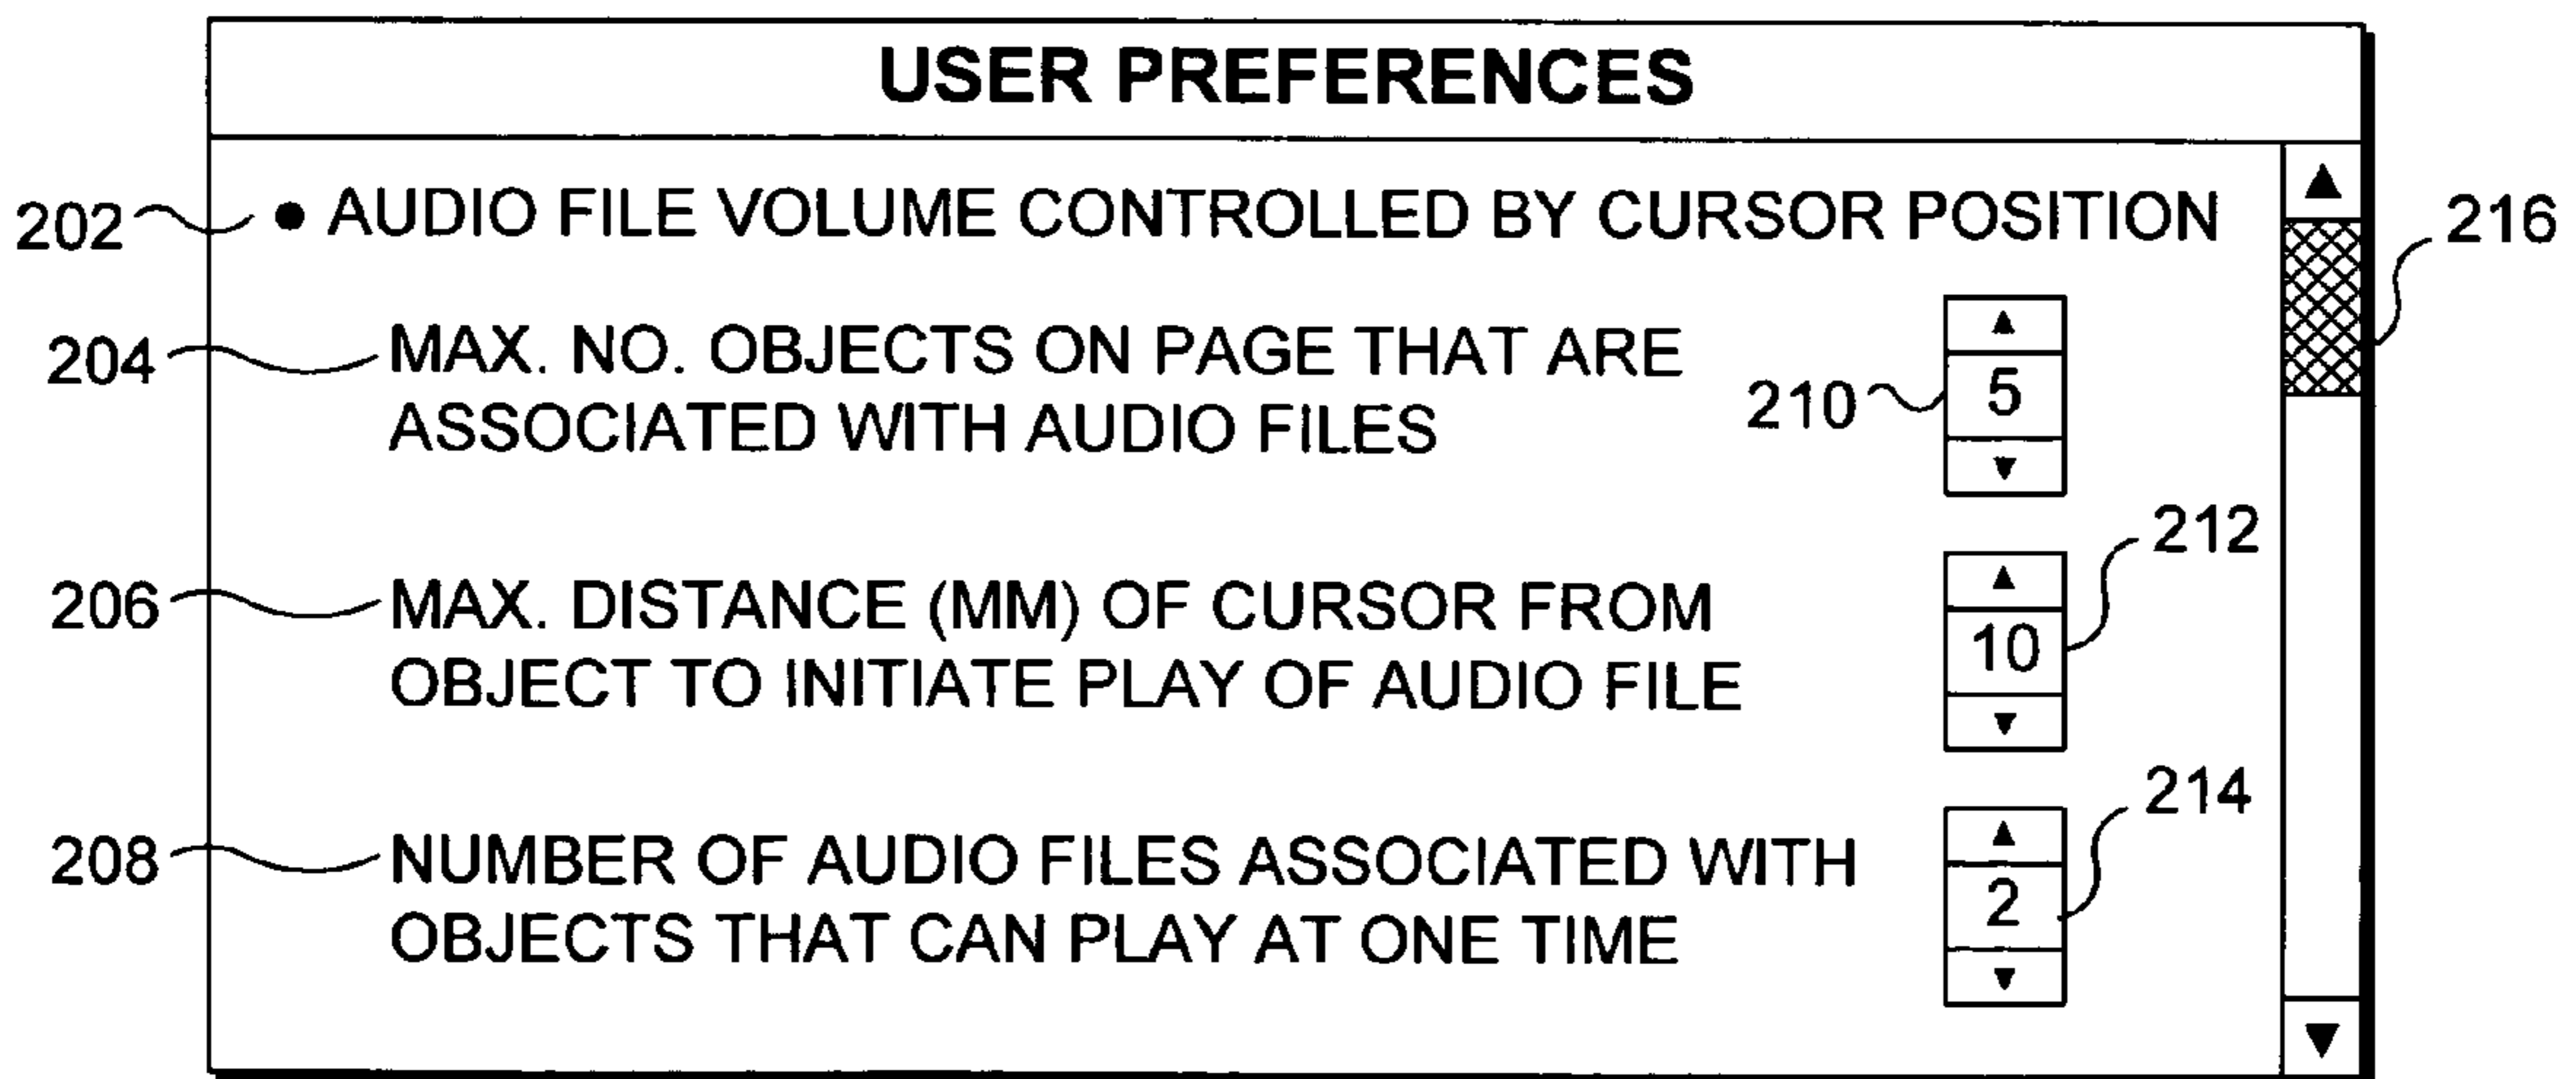 USER PREFERENCES
202 • AUDIO FILE VOLUME CONTROLLED BY CURSOR POSITION
216
204 MAX. NO. OBJECTS ON PAGE THAT ARE
ASSOCIATED WITH AUDIO FILES
210 5
206 MAX. DISTANCE (MM) OF CURSOR FROM
OBJECT TO INITIATE PLAY OF AUDIO FILE
212
10
208 NUMBER OF AUDIO FILES ASSOCIATED WITH
OBJECTS THAT CAN PLAY AT ONE TIME
214
2